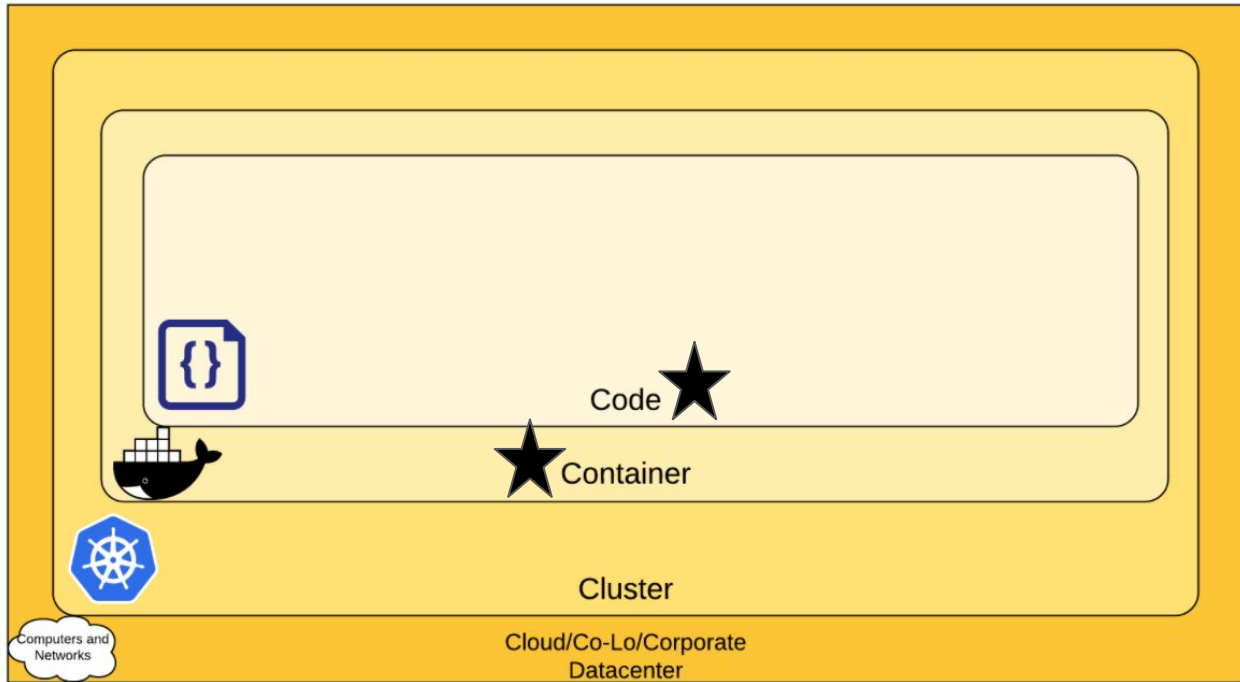 {}
Code
Container
Cluster
Computers and
Networks
Cloud/Co-Lo/Corporate
Datacenter